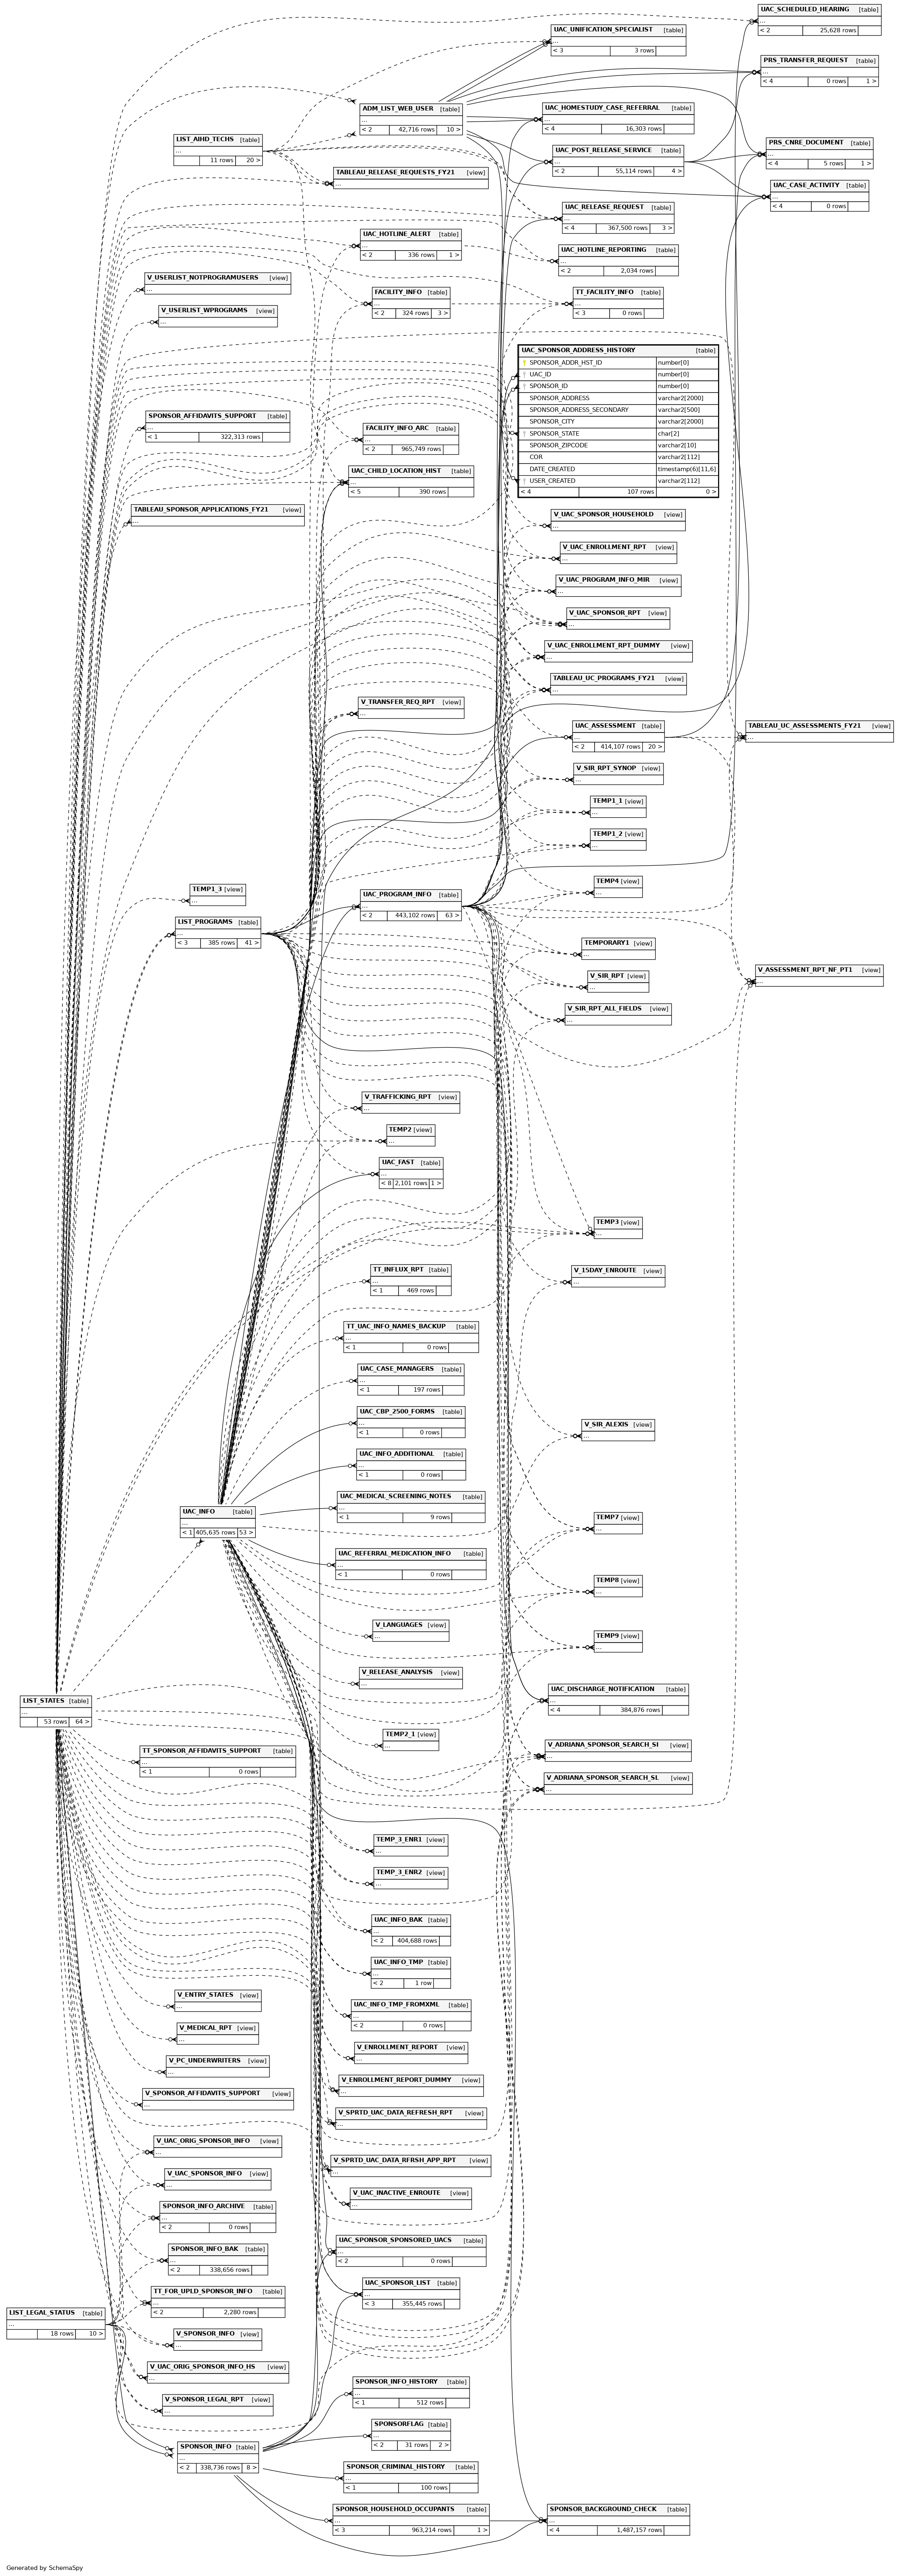 UAC_SCHEDULED_HEARING [table]
...
< 2 25,628 rows
UAC_UNIFICATION_SPECIALIST [table]
...
< 3 3 rows
PRS_TRANSFER_REQUEST [table]
...
< 4 0 rows 1 >
ADM_LIST_WEB_USER [table]
...
< 2 42,716 rows 10 >
UAC_HOMESTUDY_CASE_REFERRAL [table]
...
< 4 16,303 rows
LIST_AIHD_TECHS [table]
...
11 rows 20 >
PRS_CNRE_DOCUMENT [table]
...
< 4 5 rows 1 >
UAC_POST_RELEASE_SERVICE [table]
...
< 2 55,114 rows 4 >
TABLEAU_RELEASE_REQUESTS_FY21 [view]
...
UAC_CASE_ACTIVITY [table]
...
< 4 0 rows
UAC_RELEASE_REQUEST [table]
...
< 4 367,500 rows 3 >
UAC_HOTLINE_ALERT [table]
...
< 2 336 rows 1 >
UAC_HOTLINE_REPORTING [table]
...
< 2 2,034 rows
V_USERLIST_NOTPROGRAMUSERS [view]
...
FACILITY_INFO [table]
...
< 2 324 rows 3 >
TT_FACILITY_INFO [table]
...
< 3 0 rows
V_USERLIST_WPROGRAMS [view]
...
UAC_SPONSOR_ADDRESS_HISTORY [table]
SPONSOR_ADDR_HST_ID number[0]
UAC_ID number[0]
SPONSOR_ID number[0]
SPONSOR_ADDRESS varchar2[2000]
SPONSOR_ADDRESS_SECONDARY varchar2[500]
SPONSOR_CITY varchar2[2000]
SPONSOR_STATE char[2]
SPONSOR_ZIPCODE varchar2[10]
COR varchar2[112]
DATE_CREATED timestamp(6)[11,6]
USER_CREATED varchar2[112]
< 4 107 rows 0 >
SPONSOR_AFFIDAVITS_SUPPORT [table]
...
< 1 322,313 rows
FACILITY_INFO_ARC [table]
...
< 2 965,749 rows
UAC_CHILD_LOCATION_HIST [table]
...
< 5 390 rows
TABLEAU_SPONSOR_APPLICATIONS_FY21 [view]
...
V_UAC_SPONSOR_HOUSEHOLD [view]
...
V_UAC_ENROLLMENT_RPT [view]
...
V_UAC_PROGRAM_INFO_MIR [view]
...
V_UAC_SPONSOR_RPT [view]
...
V_UAC_ENROLLMENT_RPT_DUMMY [view]
...
TABLEAU_UC_PROGRAMS_FY21 [view]
...
V_TRANSFER_REQ_RPT [view]
...
UAC_ASSESSMENT [table]
...
< 2 414,107 rows 20 >
TABLEAU_UC_ASSESSMENTS_FY21 [view]
...
V_SIR_RPT_SYNOP [view]
...
TEMP1_1 [view]
...
TEMP1_2 [view]
...
TEMP4 [view]
...
TEMP1_3 [view]
...
UAC_PROGRAM_INFO [table]
...
< 2 443,102 rows 63 >
LIST_PROGRAMS [table]
...
< 3 385 rows 41 >
TEMPORARY1 [view]
...
V_SIR_RPT [view]
...
V_ASSESSMENT_RPT_NF_PT1 [view]
...
V_SIR_RPT_ALL_FIELDS [view]
...
V_TRAFFICKING_RPT [view]
...
TEMP2 [view]
...
UAC_FAST [table]
...
< 8 2,101 rows 1 >
TEMP3 [view]
...
TT_INFLUX_RPT [table]
...
< 1 469 rows
V_15DAY_ENROUTE [view]
...
TT_UAC_INFO_NAMES_BACKUP [table]
...
< 1 0 rows
UAC_CASE_MANAGERS [table]
...
< 1 197 rows
UAC_CBP_2500_FORMS [table]
...
< 1 0 rows
V_SIR_ALEXIS [view]
...
UAC_INFO_ADDITIONAL [table]
...
< 1 0 rows
UAC_MEDICAL_SCREENING_NOTES [table]
...
< 1 9 rows
UAC_INFO [table]
...
< 1 405,635 rows 53 >
TEMP7 [view]
...
UAC_REFERRAL_MEDICATION_INFO [table]
...
< 1 0 rows
TEMP8 [view]
...
V_LANGUAGES [view]
...
TEMP9 [view]
...
V_RELEASE_ANALYSIS [view]
...
UAC_DISCHARGE_NOTIFICATION [table]
...
< 4 384,876 rows
LIST_STATES [table]
...
53 rows 64 >
TEMP2_1 [view]
...
V_ADRIANA_SPONSOR_SEARCH_SI [view]
...
TT_SPONSOR_AFFIDAVITS_SUPPORT [table]
...
< 1 0 rows
V_ADRIANA_SPONSOR_SEARCH_SL [view]
...
TEMP_3_ENR1 [view]
...
TEMP_3_ENR2 [view]
...
UAC_INFO_BAK [table]
...
< 2 404,688 rows
UAC_INFO_TMP [table]
...
< 2 1 row
V_ENTRY_STATES [view]
...
UAC_INFO_TMP_FROMXML [table]
...
< 2 0 rows
V_MEDICAL_RPT [view]
...
V_ENROLLMENT_REPORT [view]
...
V_PC_UNDERWRITERS [view]
...
V_ENROLLMENT_REPORT_DUMMY [view]
...
V_SPONSOR_AFFIDAVITS_SUPPORT [view]
...
V_SPRTD_UAC_DATA_REFRESH_RPT [view]
...
V_UAC_ORIG_SPONSOR_INFO [view]
...
V_SPRTD_UAC_DATA_RFRSH_APP_RPT [view]
...
V_UAC_SPONSOR_INFO [view]
...
V_UAC_INACTIVE_ENROUTE [view]
...
SPONSOR_INFO_ARCHIVE [table]
...
< 2 0 rows
UAC_SPONSOR_SPONSORED_UACS [table]
...
< 2 0 rows
SPONSOR_INFO_BAK [table]
...
< 2 338,656 rows
UAC_SPONSOR_LIST [table]
...
< 3 355,445 rows
TT_FOR_UPLD_SPONSOR_INFO [table]
...
< 2 2,280 rows
LIST_LEGAL_STATUS [table]
...
18 rows 10 >
V_SPONSOR_INFO [view]
...
V_UAC_ORIG_SPONSOR_INFO_HS [view]
...
SPONSOR_INFO_HISTORY [table]
...
< 1 512 rows
V_SPONSOR_LEGAL_RPT [view]
...
SPONSORFLAG [table]
...
< 2 31 rows 2 >
SPONSOR_INFO [table]
...
< 2 338,736 rows 8 >
SPONSOR_CRIMINAL_HISTORY [table]
...
< 1 100 rows
SPONSOR_HOUSEHOLD_OCCUPANTS [table]
...
< 3 963,214 rows 1 >
SPONSOR_BACKGROUND_CHECK [table]
...
< 4 1,487,157 rows
Generated by SchemaSpy